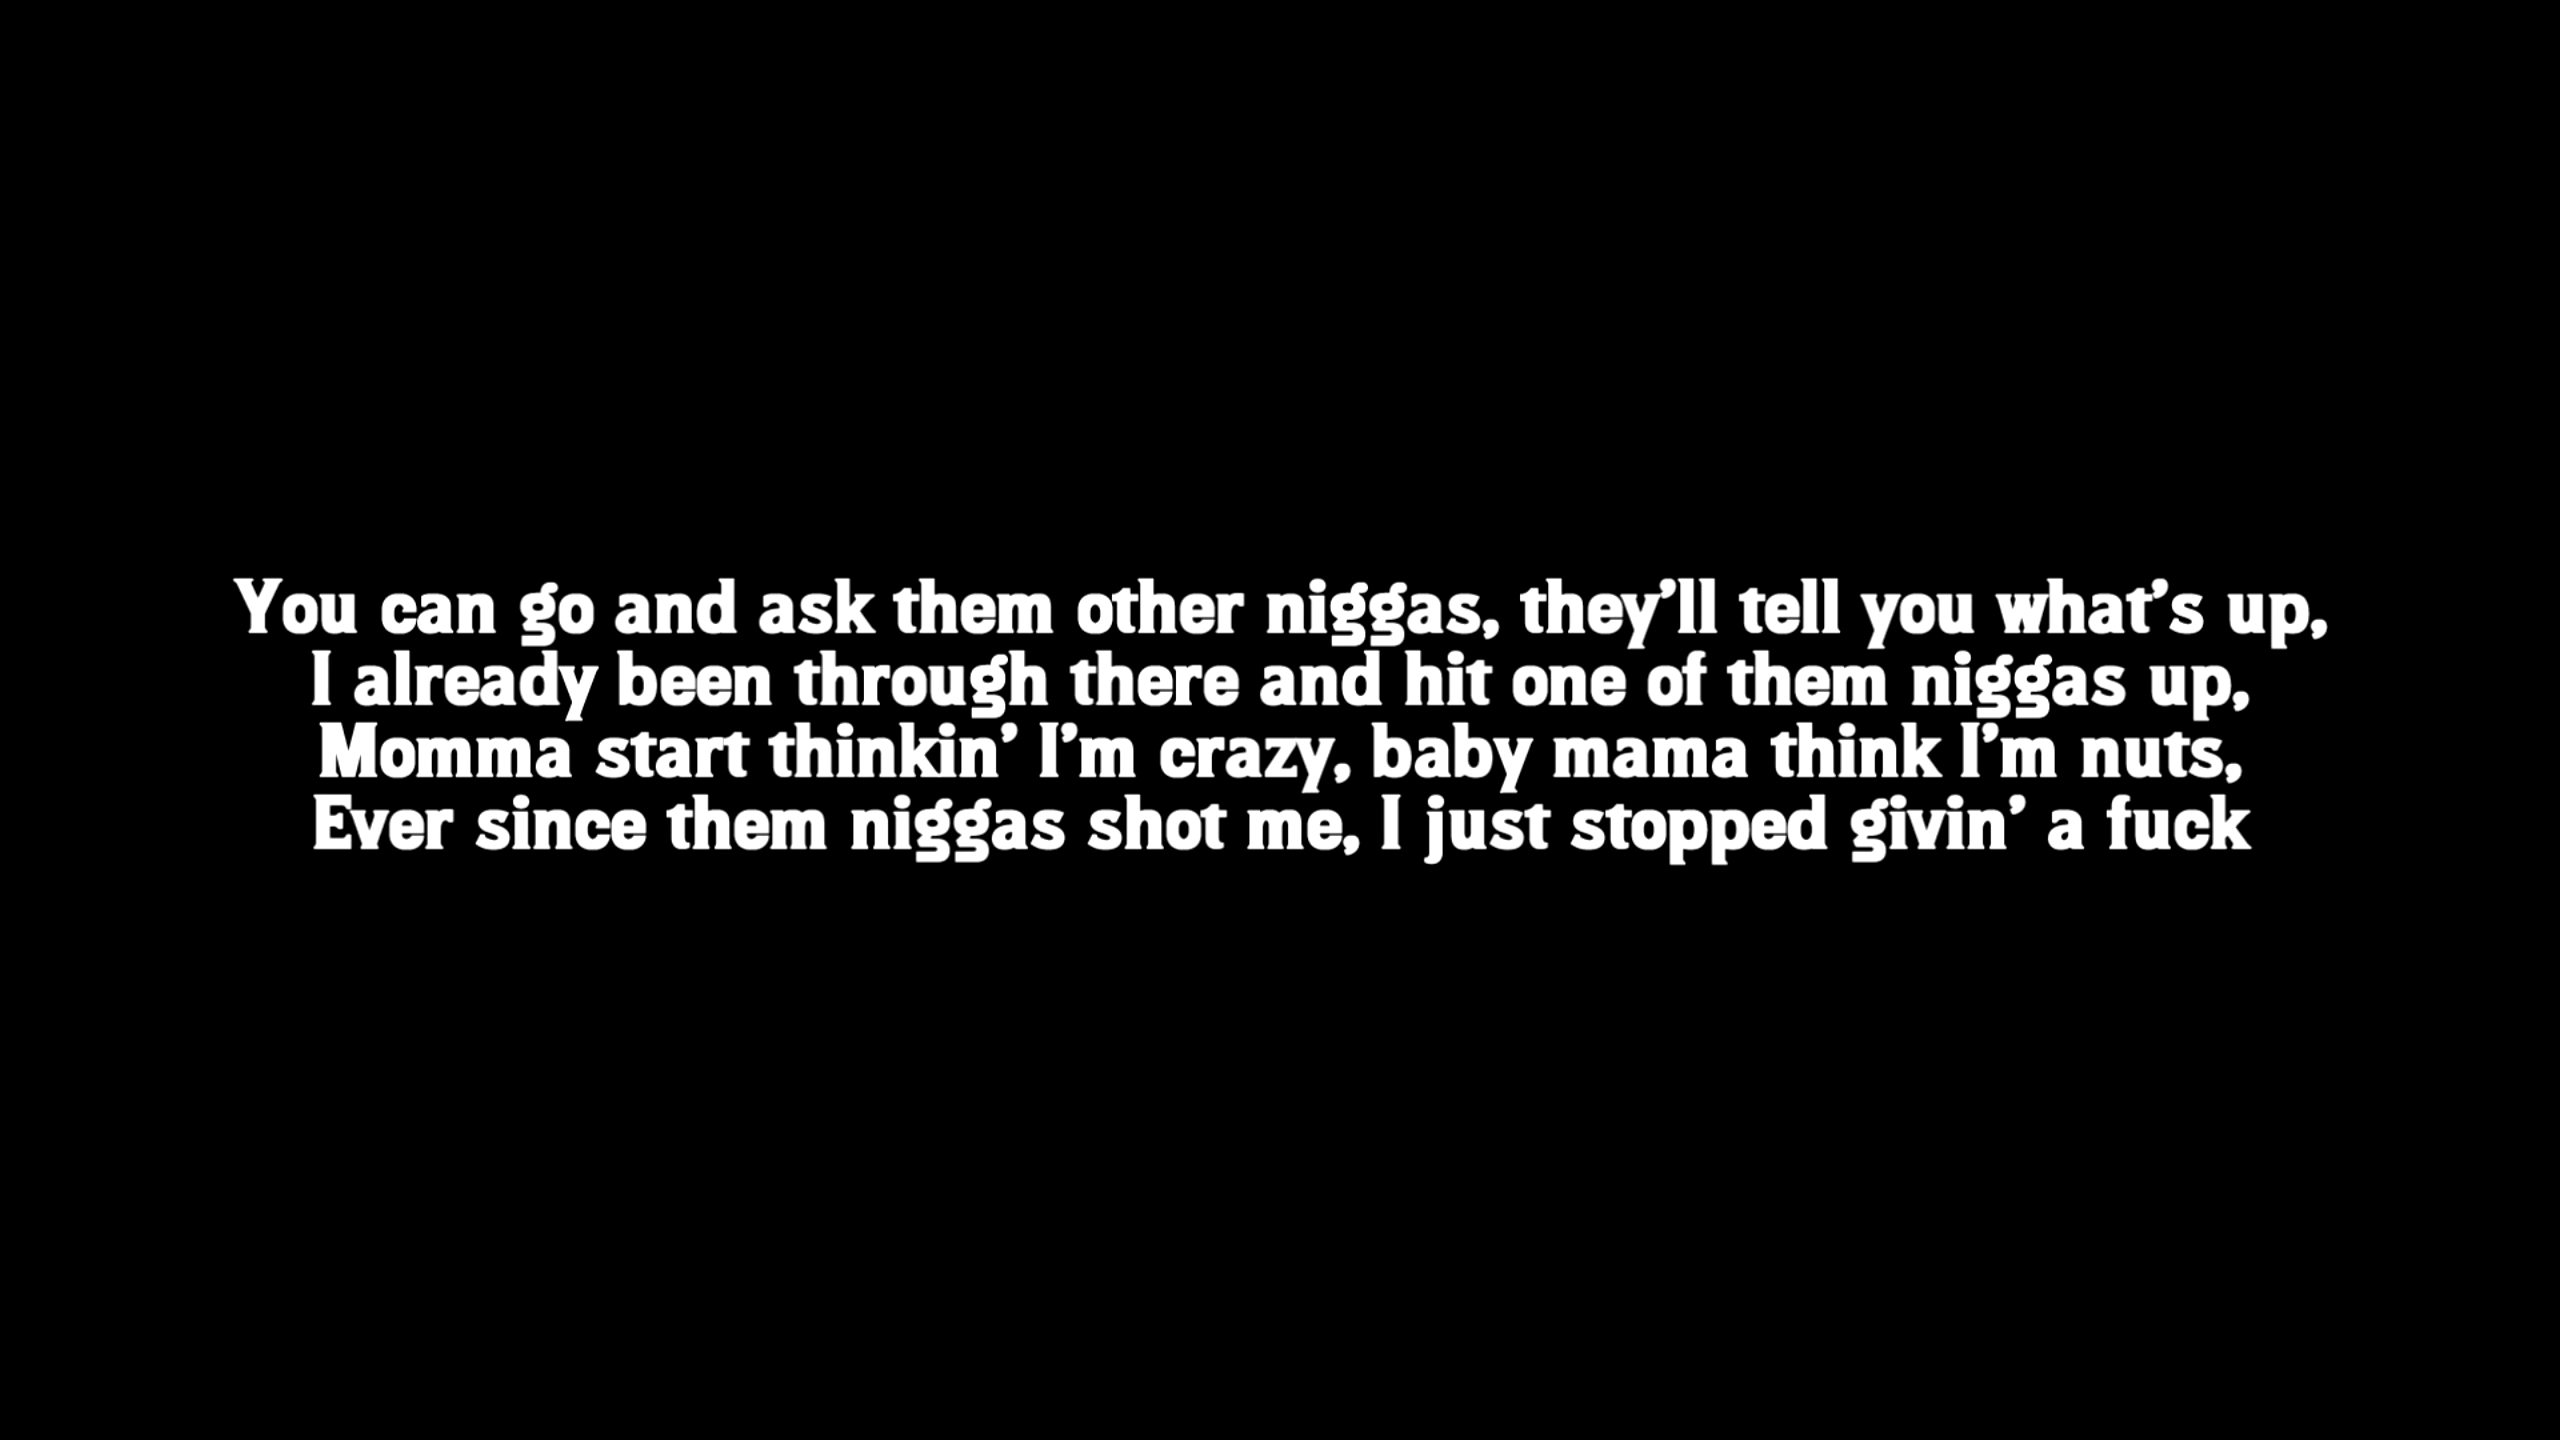 You can go and ask them other niggas, they’ll tell you what’s up,
I already been through there and hit one of them niggas up,
Momma start thinkin’ I’m crazy, baby mama think I’m nuts,
Ever since them niggas shot me, I just stopped givin’ a fuck